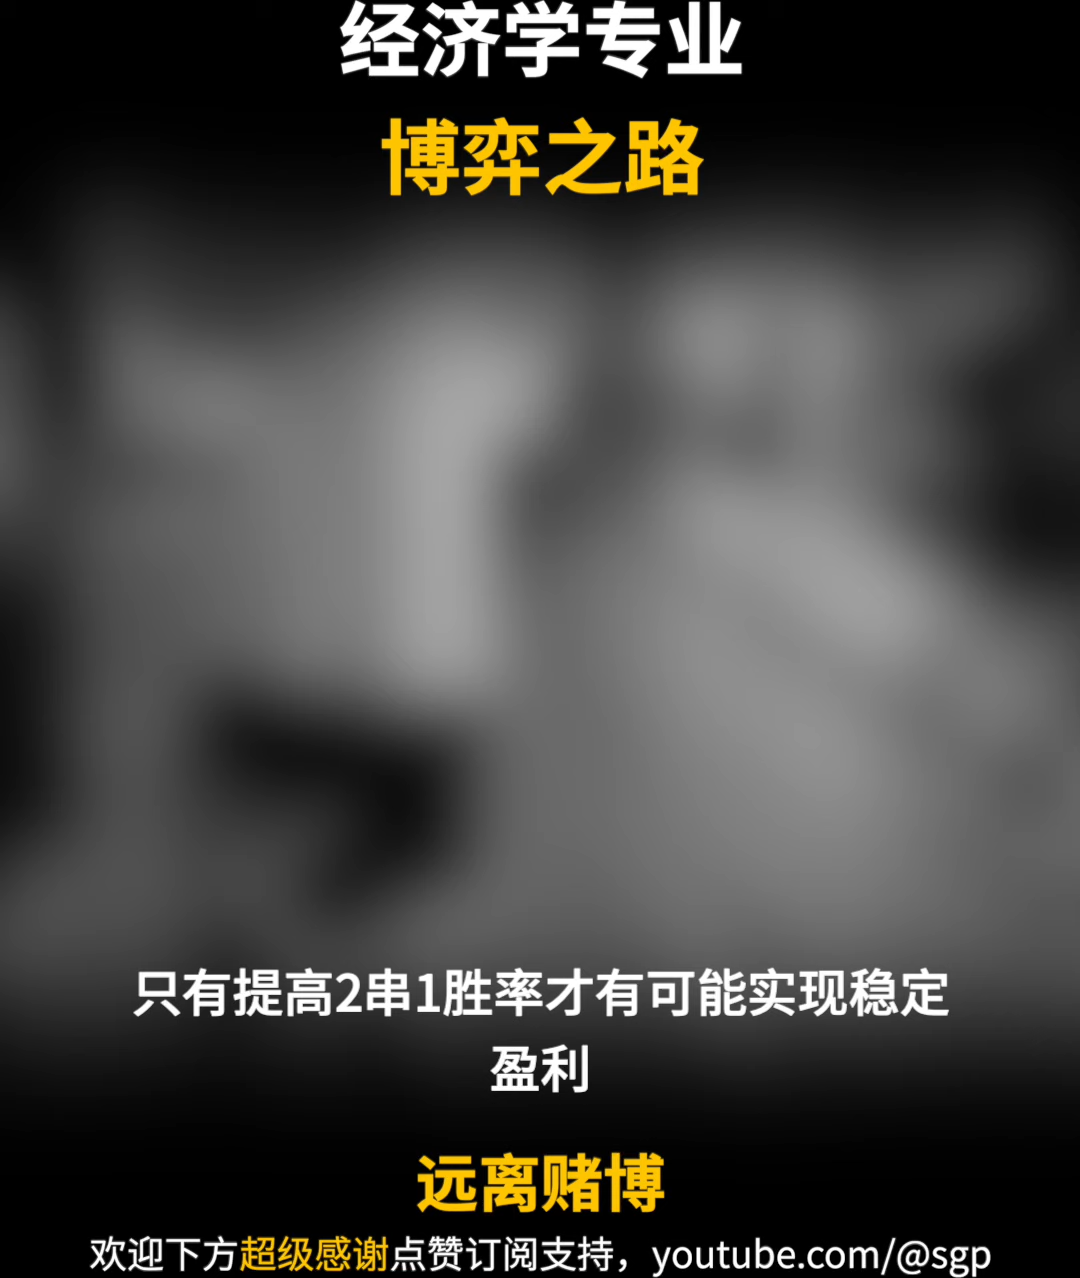 经济学专业
博弈之路
只有提高2串1胜率才有可能实现稳定
盈利
远离赌博
欢迎下方超级感谢点赞订阅支持，youtube.com/@sgp